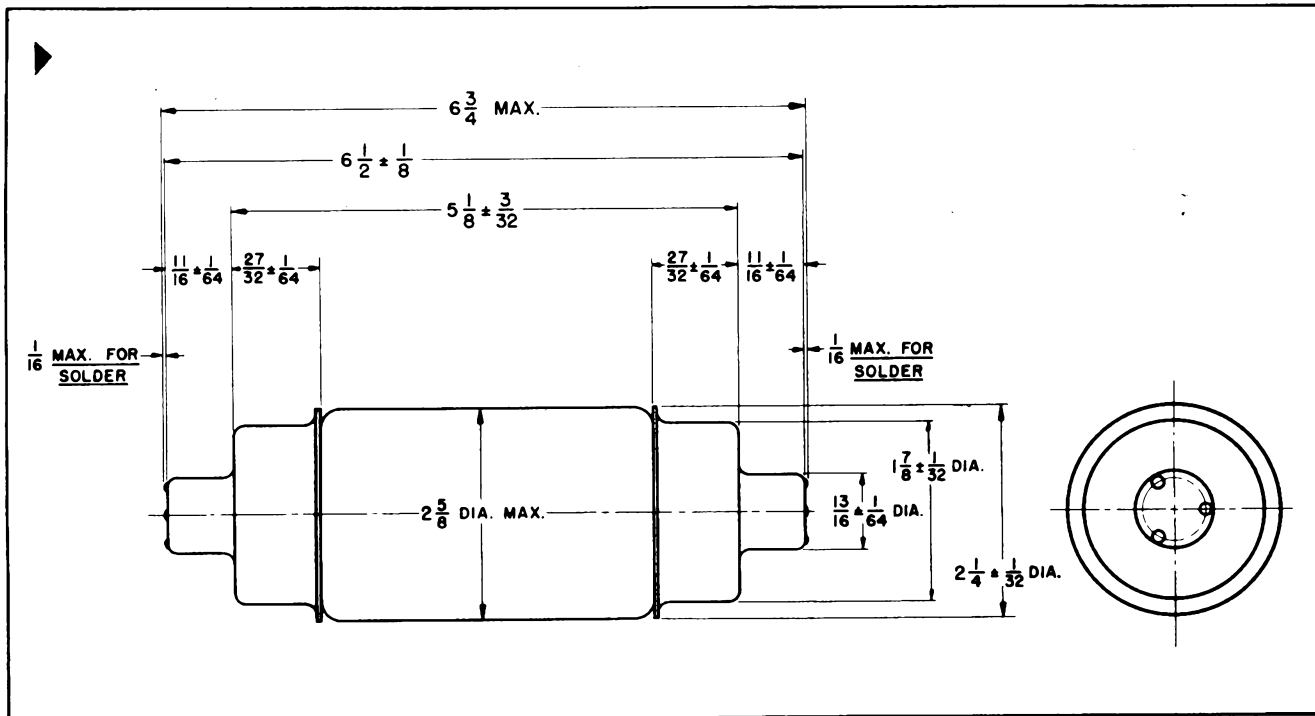 6 3/4 MAX.
6 1/2 ± 1/8
5 1/8 ± 3/32
11/16 ± 1/64
27/32 ± 1/64
27/32 ± 1/64
11/16 ± 1/64
1/16 MAX. FOR
SOLDER
1/16 MAX. FOR
SOLDER
2 5/8 DIA. MAX.
1 7/8 ± 1/32 DIA.
13/16 ± 1/64 DIA.
2 1/4 ± 1/32 DIA.